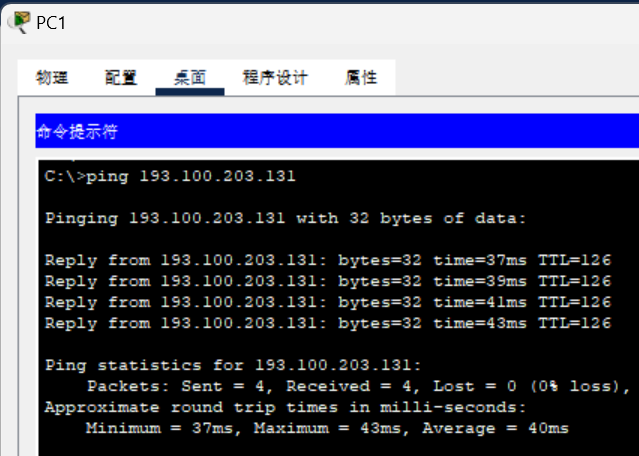 PC1
物理 配置 桌面 程序设计 属性
命令提示符
C:\>ping 193.100.203.131
Pinging 193.100.203.131 with 32 bytes of data:
Reply from 193.100.203.131: bytes=32 time=37ms TTL=126
Reply from 193.100.203.131: bytes=32 time=39ms TTL=126
Reply from 193.100.203.131: bytes=32 time=41ms TTL=126
Reply from 193.100.203.131: bytes=32 time=43ms TTL=126
Ping statistics for 193.100.203.131:
    Packets: Sent = 4, Received = 4, Lost = 0 (0% loss),
Approximate round trip times in milli-seconds:
    Minimum = 37ms, Maximum = 43ms, Average = 40ms